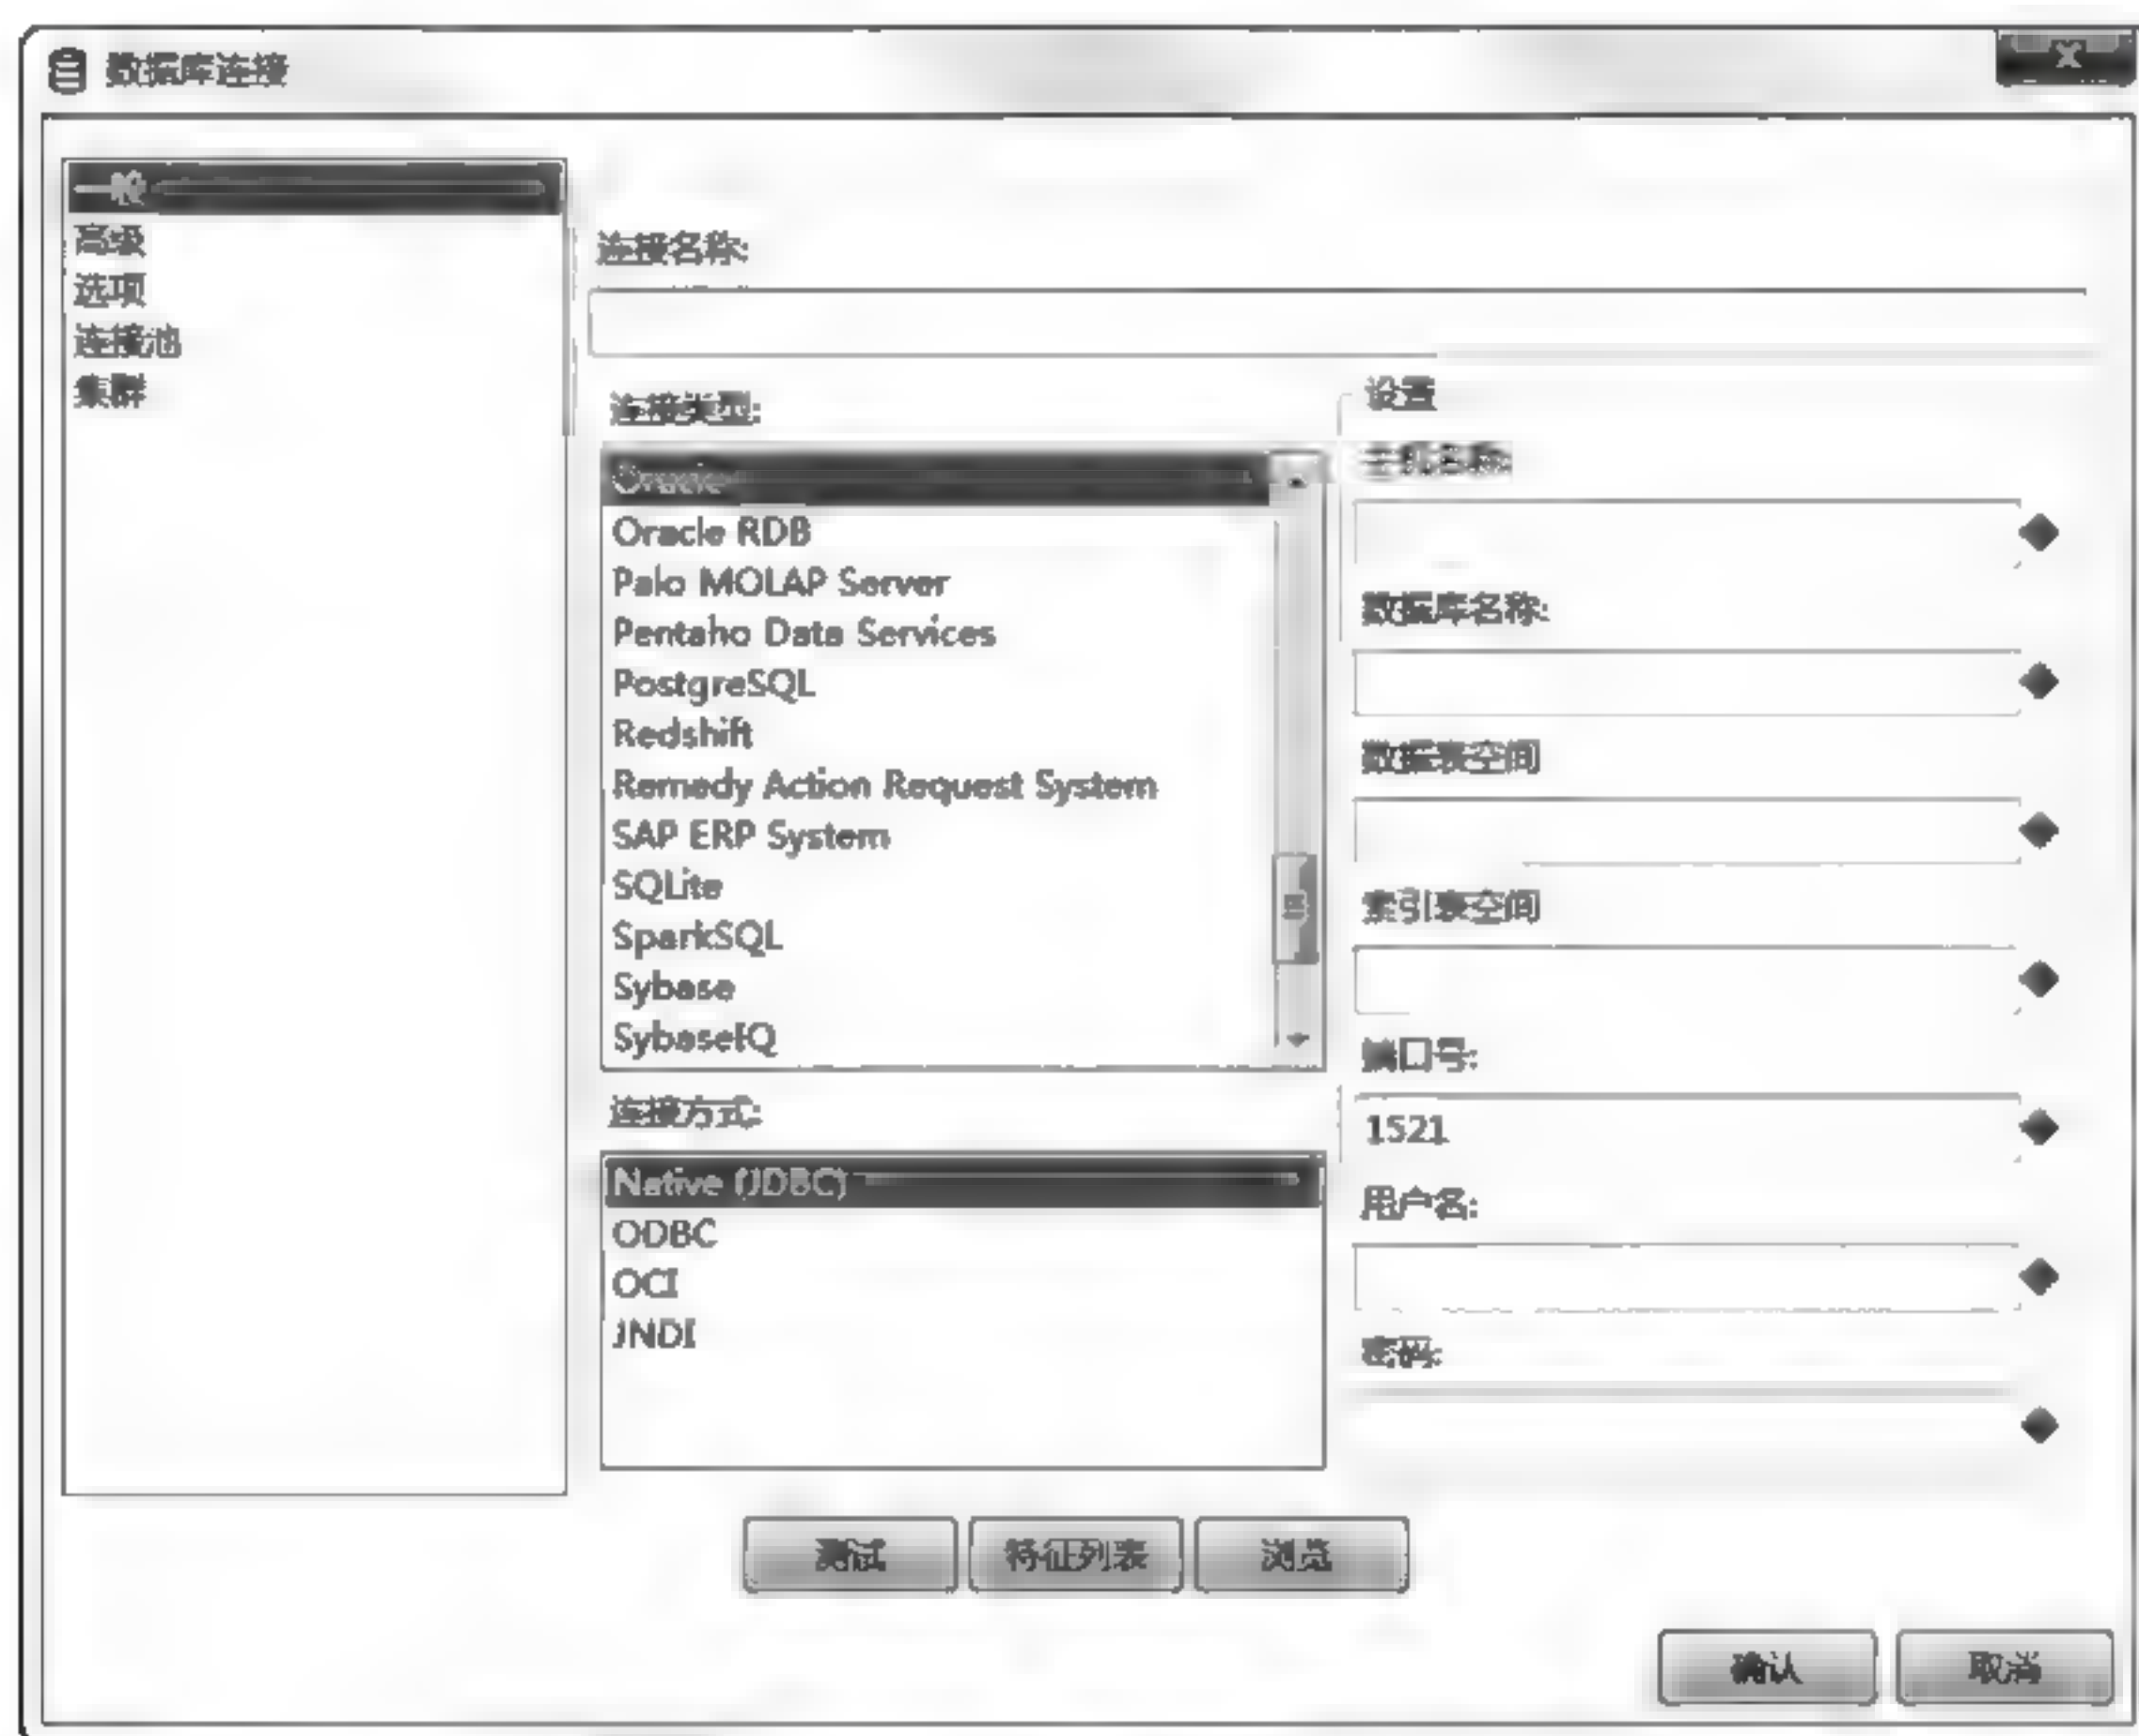 数据库连接
一般
高级
选项
连接池
集群
连接名称:
连接类型:
Oracle
Oracle RDB
Palo MOLAP Server
Pentaho Data Services
PostgreSQL
Redshift
Remedy Action Request System
SAP ERP System
SQLite
SparkSQL
Sybase
SybaseIQ
连接方式:
Native (JDBC)
ODBC
OCI
JNDI
设置
主机名称
数据库名称:
数据表空间
索引表空间
端口号:
1521
用户名:
密码:
测试
特征列表
浏览
确认
取消